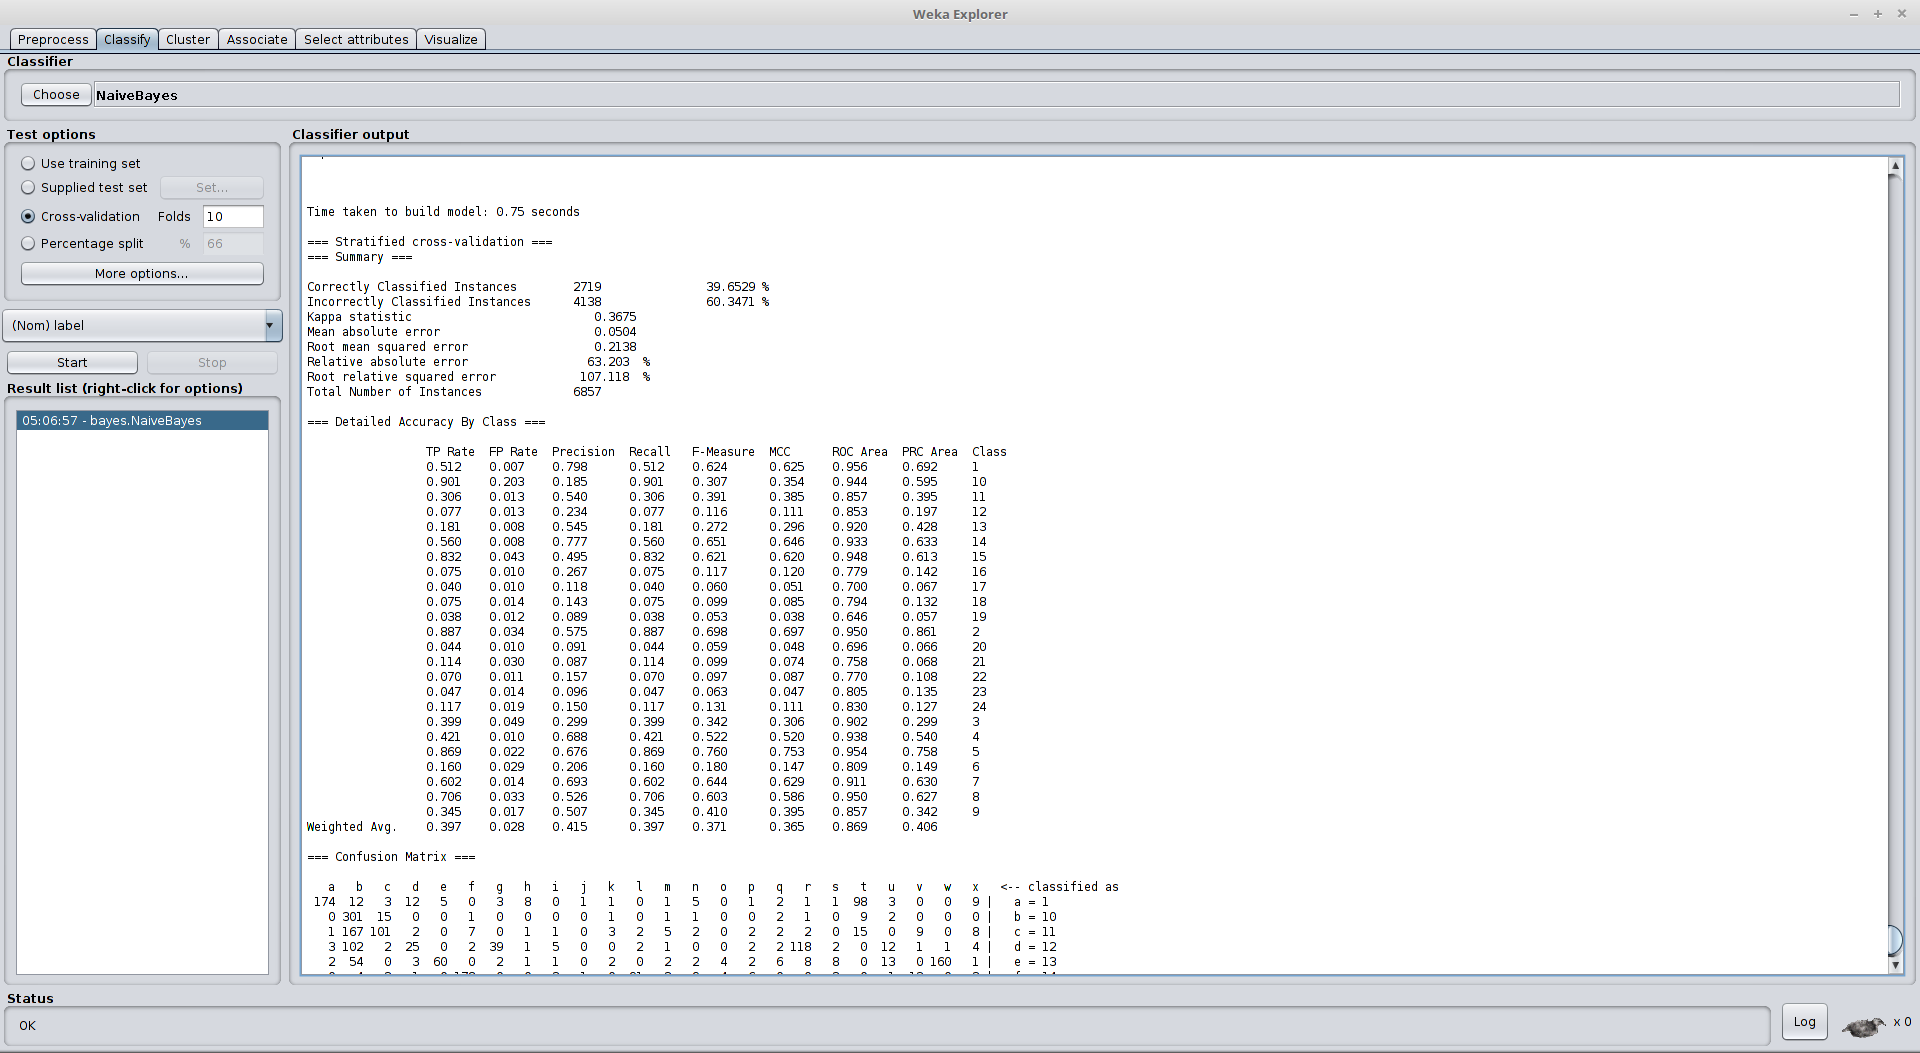 Weka Explorer
Preprocess Classify Cluster Associate Select attributes Visualize
Classifier
Choose NaiveBayes
Test options
Use training set
Supplied test set Set...
Cross-validation Folds 10
Percentage split % 66
More options...
(Nom) label
Start Stop
Result list (right-click for options)
05:06:57 - bayes.NaiveBayes
Classifier output
Time taken to build model: 0.75 seconds
=== Stratified cross-validation ===
=== Summary ===
Correctly Classified Instances 2719 39.6529 %
Incorrectly Classified Instances 4138 60.3471 %
Kappa statistic 0.3675
Mean absolute error 0.0504
Root mean squared error 0.2138
Relative absolute error 63.203 %
Root relative squared error 107.118 %
Total Number of Instances 6857
=== Detailed Accuracy By Class ===
TP Rate FP Rate Precision Recall F-Measure MCC ROC Area PRC Area Class
0.512 0.007 0.798 0.512 0.624 0.625 0.956 0.692 1
0.901 0.203 0.185 0.901 0.307 0.354 0.944 0.595 10
0.306 0.013 0.540 0.306 0.391 0.385 0.857 0.395 11
0.077 0.013 0.234 0.077 0.116 0.111 0.853 0.197 12
0.181 0.008 0.545 0.181 0.272 0.296 0.920 0.428 13
0.560 0.008 0.777 0.560 0.651 0.646 0.933 0.633 14
0.832 0.043 0.495 0.832 0.621 0.620 0.948 0.613 15
0.075 0.010 0.267 0.075 0.117 0.120 0.779 0.142 16
0.040 0.010 0.118 0.040 0.060 0.051 0.700 0.067 17
0.075 0.014 0.143 0.075 0.099 0.085 0.794 0.132 18
0.038 0.012 0.089 0.038 0.053 0.038 0.646 0.057 19
0.887 0.034 0.575 0.887 0.698 0.697 0.950 0.861 2
0.044 0.010 0.091 0.044 0.059 0.048 0.696 0.066 20
0.114 0.030 0.087 0.114 0.099 0.074 0.758 0.068 21
0.070 0.011 0.157 0.070 0.097 0.087 0.770 0.108 22
0.047 0.014 0.096 0.047 0.063 0.047 0.805 0.135 23
0.117 0.019 0.150 0.117 0.131 0.111 0.830 0.127 24
0.399 0.049 0.299 0.399 0.342 0.306 0.902 0.299 3
0.421 0.010 0.688 0.421 0.522 0.520 0.938 0.540 4
0.869 0.022 0.676 0.869 0.760 0.753 0.954 0.758 5
0.160 0.029 0.206 0.160 0.180 0.147 0.809 0.149 6
0.602 0.014 0.693 0.602 0.644 0.629 0.911 0.630 7
0.706 0.033 0.526 0.706 0.603 0.586 0.950 0.627 8
0.345 0.017 0.507 0.345 0.410 0.395 0.857 0.342 9
Weighted Avg. 0.397 0.028 0.415 0.397 0.371 0.365 0.869 0.406
=== Confusion Matrix ===
a b c d e f g h i j k l m n o p q r s t u v w x <-- classified as
174 12 3 12 5 0 3 8 0 1 1 0 1 5 0 1 2 1 1 98 3 0 0 9 | a = 1
0 301 15 0 0 1 0 0 0 0 1 0 1 1 0 0 2 1 0 9 2 0 0 0 | b = 10
1 167 101 2 0 7 0 1 1 0 3 2 5 2 0 2 2 2 0 15 0 9 0 8 | c = 11
3 102 2 25 0 2 39 1 5 0 0 2 1 0 0 2 2 118 2 0 12 1 1 4 | d = 12
2 54 0 3 60 0 2 1 1 0 2 0 2 2 4 2 6 8 8 0 13 0 160 1 | e = 13
Status
OK
Log
x 0